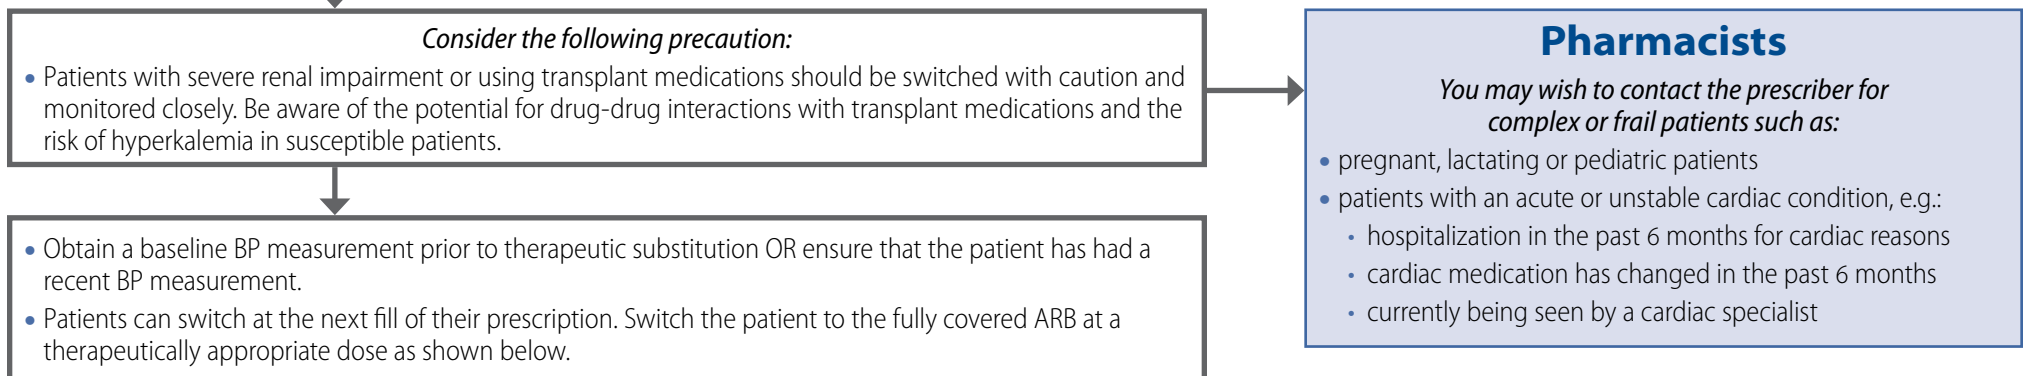 Consider the following precaution:
• Patients with severe renal impairment or using transplant medications should be switched with caution and
monitored closely. Be aware of the potential for drug-drug interactions with transplant medications and the
risk of hyperkalemia in susceptible patients.
• Obtain a baseline BP measurement prior to therapeutic substitution OR ensure that the patient has had a
recent BP measurement.
• Patients can switch at the next fill of their prescription. Switch the patient to the fully covered ARB at a
therapeutically appropriate dose as shown below.
Pharmacists
You may wish to contact the prescriber for
complex or frail patients such as:
• pregnant, lactating or pediatric patients
• patients with an acute or unstable cardiac condition, e.g.:
• hospitalization in the past 6 months for cardiac reasons
• cardiac medication has changed in the past 6 months
• currently being seen by a cardiac specialist